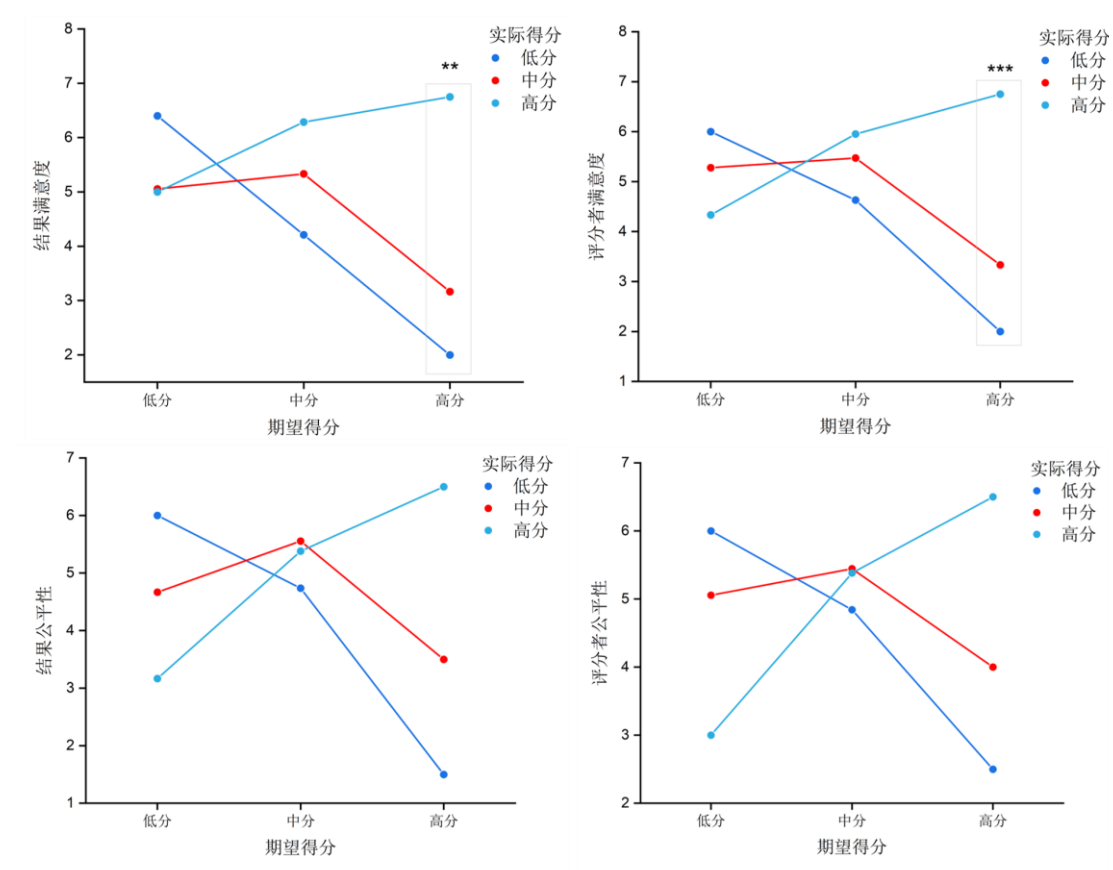 8
7
6
5
4
3
2
结果满意度
低分
中分
高分
期望得分
**
实际得分
低分
中分
高分
8
7
6
5
4
3
2
1
评分者满意度
低分
中分
高分
期望得分
***
实际得分
低分
中分
高分
7
6
5
4
3
2
1
结果公平性
低分
中分
高分
期望得分
实际得分
低分
中分
高分
7
6
5
4
3
2
评分者公平性
低分
中分
高分
期望得分
实际得分
低分
中分
高分